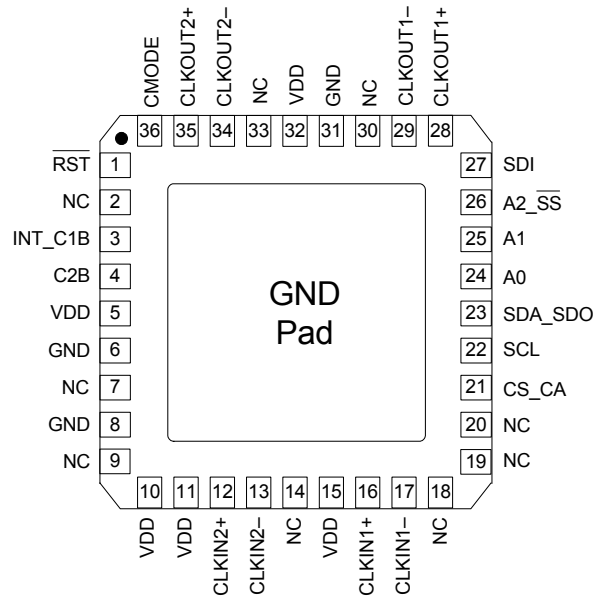 CMODE
CLKOUT2+
CLKOUT2–
NC
VDD
GND
NC
CLKOUT1–
CLKOUT1+
36 35 34 33 32 31 30 29 28
RST 1
NC 2
INT_C1B 3
C2B 4
VDD 5
GND 6
NC 7
GND 8
NC 9
GND
Pad
27 SDI
26 A2_SS
25 A1
24 A0
23 SDA_SDO
22 SCL
21 CS_CA
20 NC
19 NC
10 11 12 13 14 15 16 17 18
VDD
VDD
CLKIN2+
CLKIN2–
NC
VDD
CLKIN1+
CLKIN1–
NC